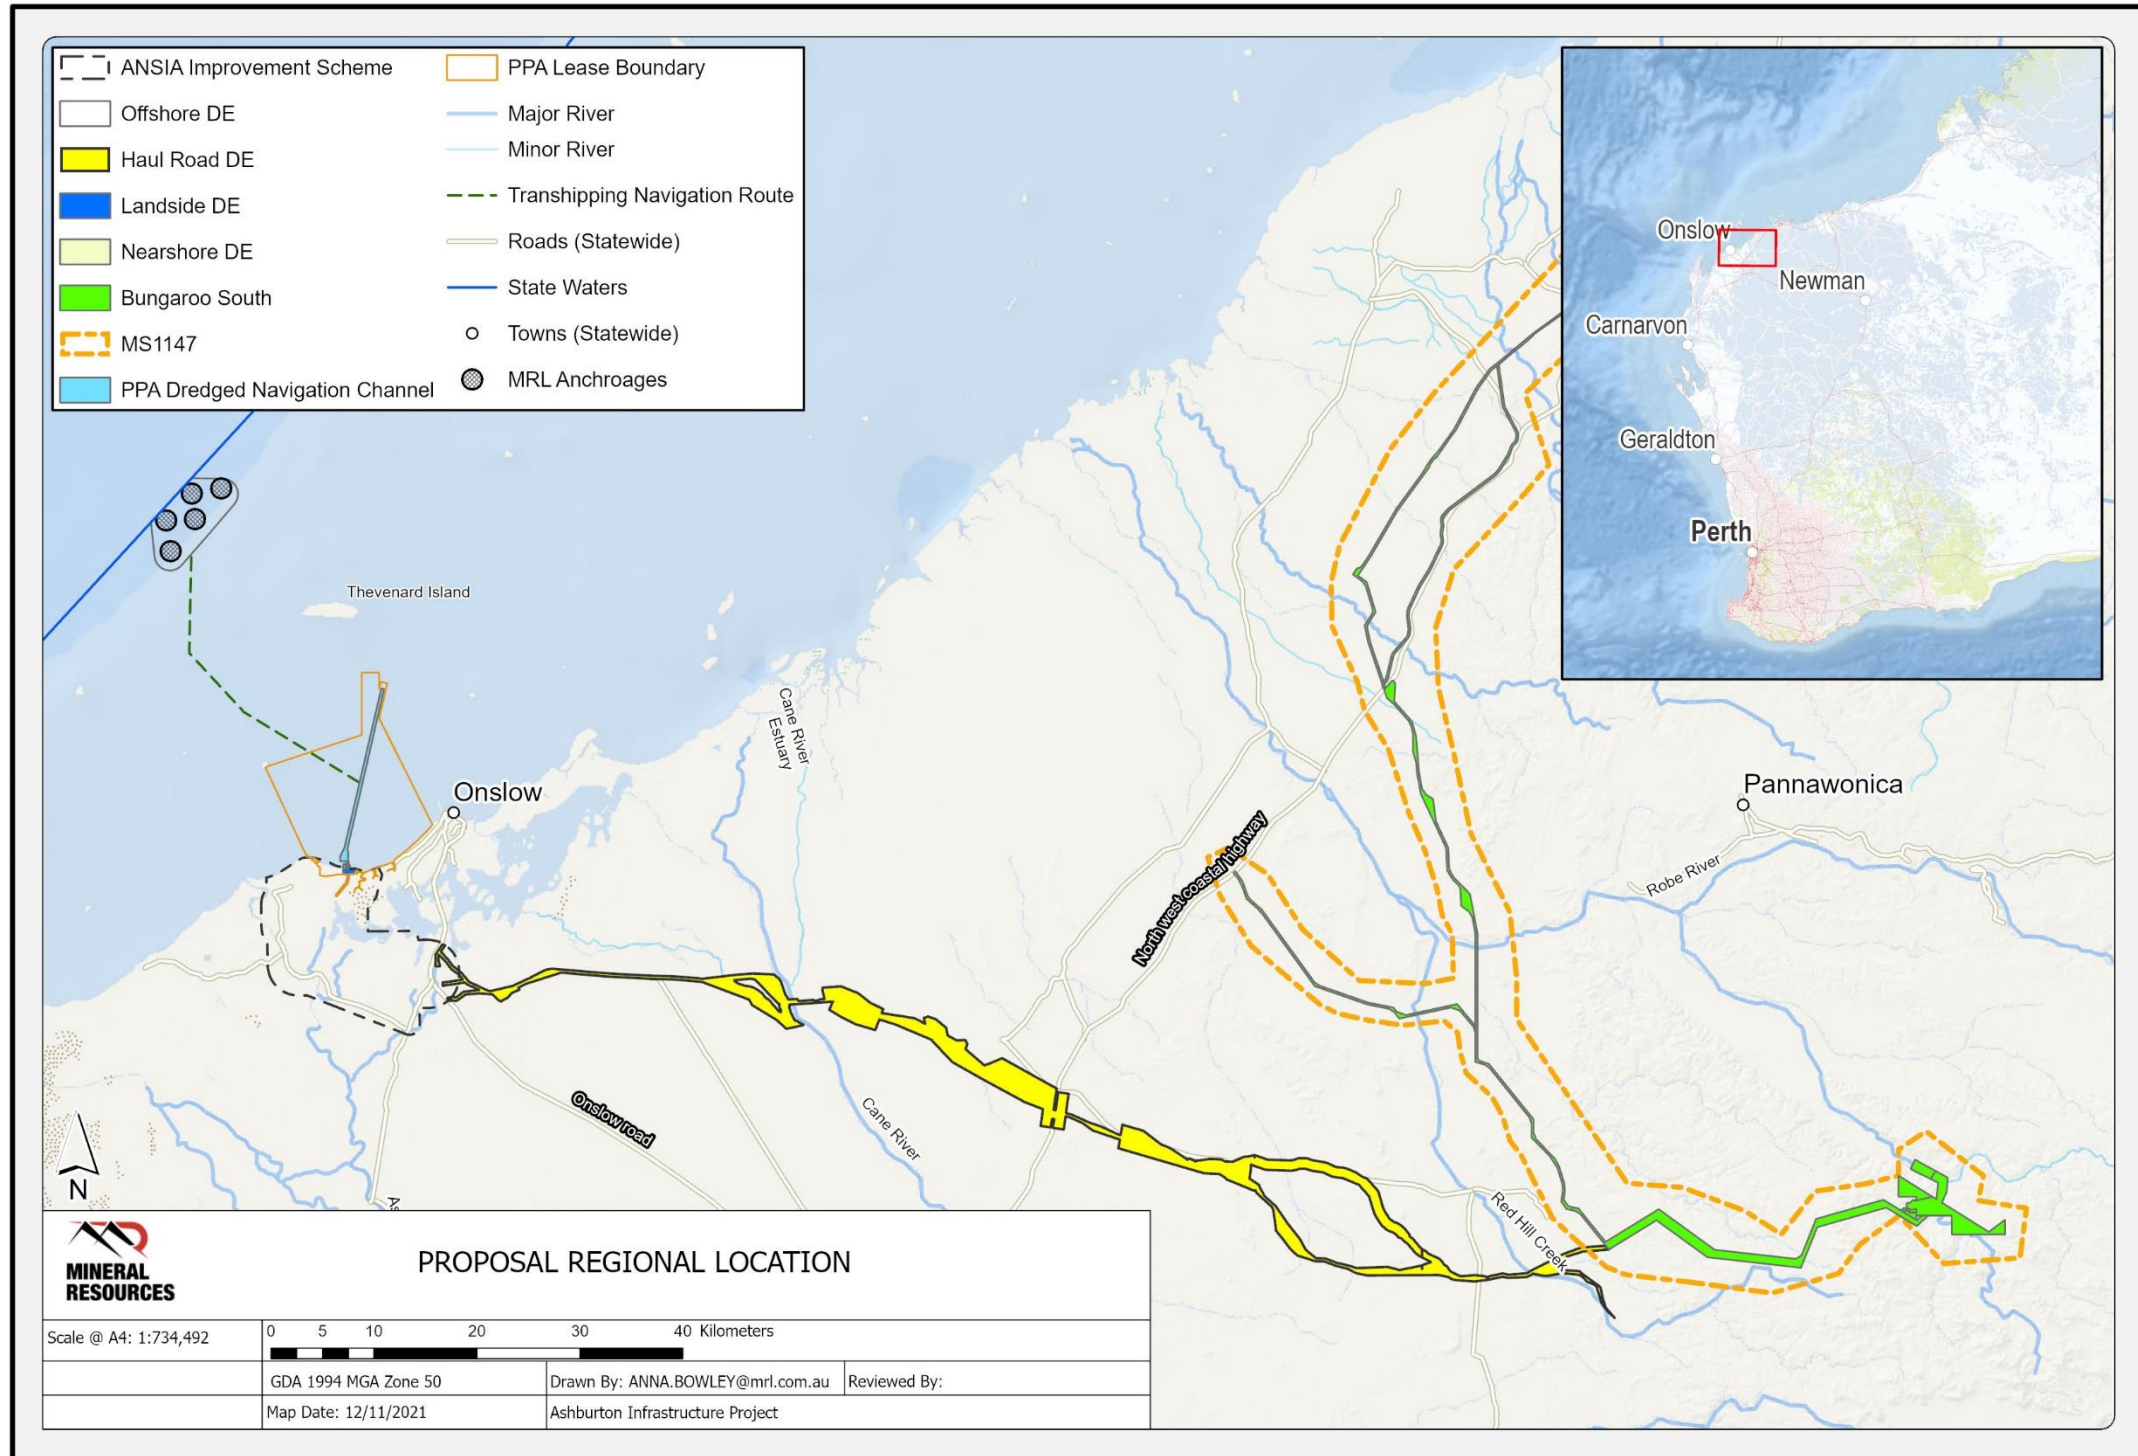 ANSIA Improvement Scheme
Offshore DE
Haul Road DE
Landside DE
Nearshore DE
Bungaroo South
MS1147
PPA Dredged Navigation Channel
PPA Lease Boundary
Major River
Minor River
Transhipping Navigation Route
Roads (Statewide)
State Waters
Towns (Statewide)
MRL Anchroages
Onslow
Newman
Carnarvon
Geraldton
Perth
Thevenard Island
Cane River
Estuary
Onslow
Pannawonica
North west coastal highway
Robe River
Onslow road
Cane River
Red Hill Creek
As
N
MINERAL
RESOURCES
PROPOSAL REGIONAL LOCATION
Scale @ A4: 1:734,492
0 5 10 20 30 40 Kilometers
GDA 1994 MGA Zone 50
Drawn By: ANNA.BOWLEY@mrl.com.au
Reviewed By:
Map Date: 12/11/2021
Ashburton Infrastructure Project